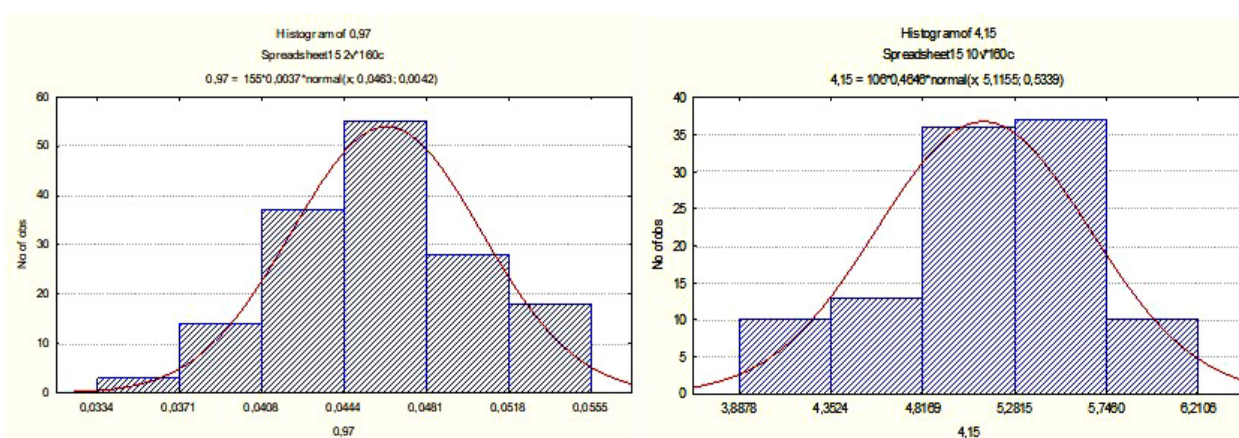 Histogram of 0,97
Spreadsheet15 2v*160c
0,97 = 155*0,0037*normal(x; 0,0463; 0,0042)
60
50
40
30
20
10
0
No of obs
0,0334 0,0371 0,0408 0,0444 0,0481 0,0518 0,0555
0,97
Histogram of 4,15
Spreadsheet15 10v*160c
4,15 = 106*0,4646*normal(x; 5,1155; 0,5339)
40
35
30
25
20
15
10
5
0
No of obs
3,8878 4,3524 4,8169 5,2815 5,7460 6,2106
4,15